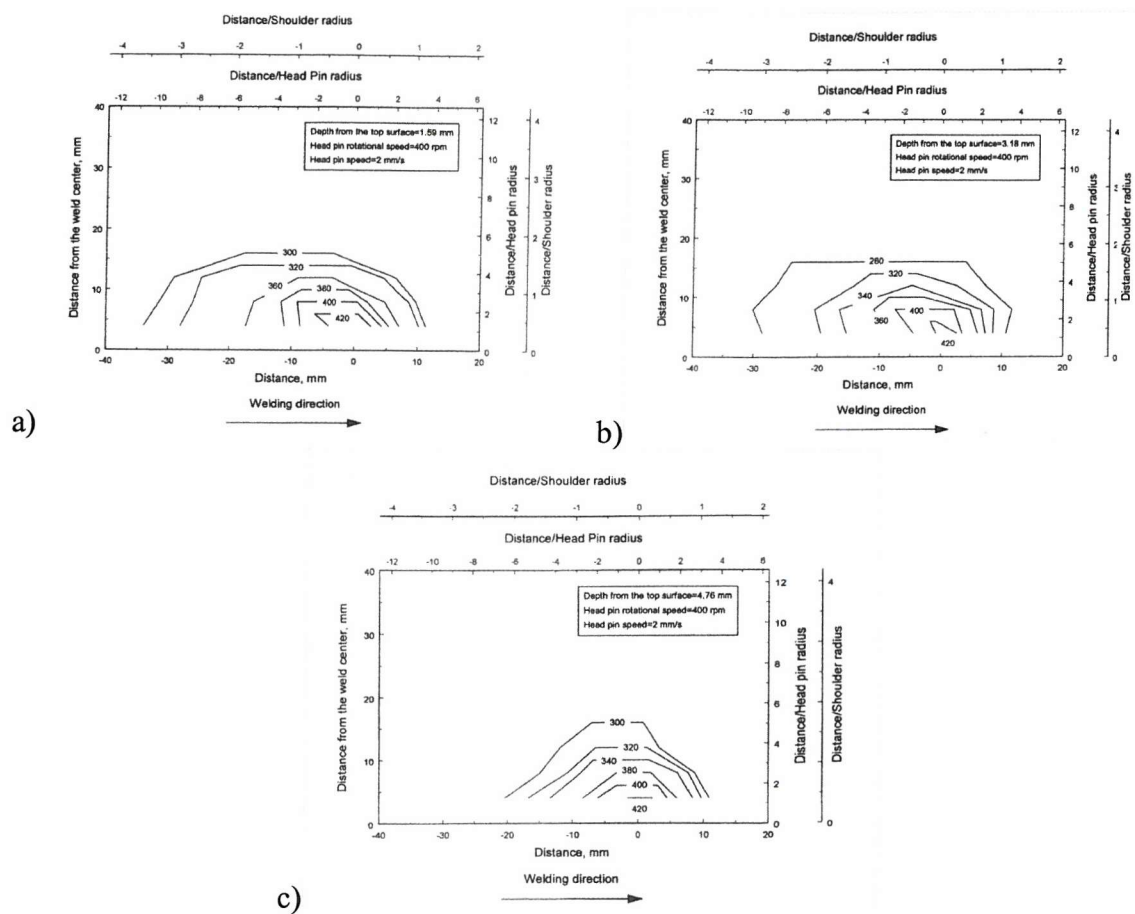 Distance/Shoulder radius
-4 -3 -2 -1 0 1 2
Distance/Head Pin radius
-12 -10 -8 -6 -4 -2 0 2 4 6
40
30
20
10
0
Distance from the weld center, mm
Depth from the top surface=1.59 mm
Head pin rotational speed=400 rpm
Head pin speed=2 mm/s
300
320
360
380
400
420
12
10
8
6
4
2
0
Distance/Head pin radius
4
3
2
1
0
Distance/Shoulder radius
-40 -30 -20 -10 0 10 20
Distance, mm
Welding direction
a)
Distance/Shoulder radius
-4 -3 -2 -1 0 1 2
Distance/Head Pin radius
-12 -10 -8 -6 -4 -2 0 2 4 6
40
30
20
10
0
Distance from the weld center, mm
Depth from the top surface=3.18 mm
Head pin rotational speed=400 rpm
Head pin speed=2 mm/s
260
320
340
400
360
420
12
10
8
6
4
2
0
Distance/Head pin radius
4
3
2
1
0
Distance/Shoulder radius
-40 -30 -20 -10 0 10 20
Distance, mm
Welding direction
b)
Distance/Shoulder radius
-4 -3 -2 -1 0 1 2
Distance/Head Pin radius
-12 -10 -8 -6 -4 -2 0 2 4 6
40
30
20
10
0
Distance from the weld center, mm
Depth from the top surface=4,76 mm
Head pin rotational speed=400 rpm
Head pin speed=2 mm/s
300
320
340
380
400
420
12
10
8
6
4
2
0
Distance/Head pin radius
4
3
2
1
0
Distance/Shoulder radius
-40 -30 -20 -10 0 10 20
Distance, mm
Welding direction
c)